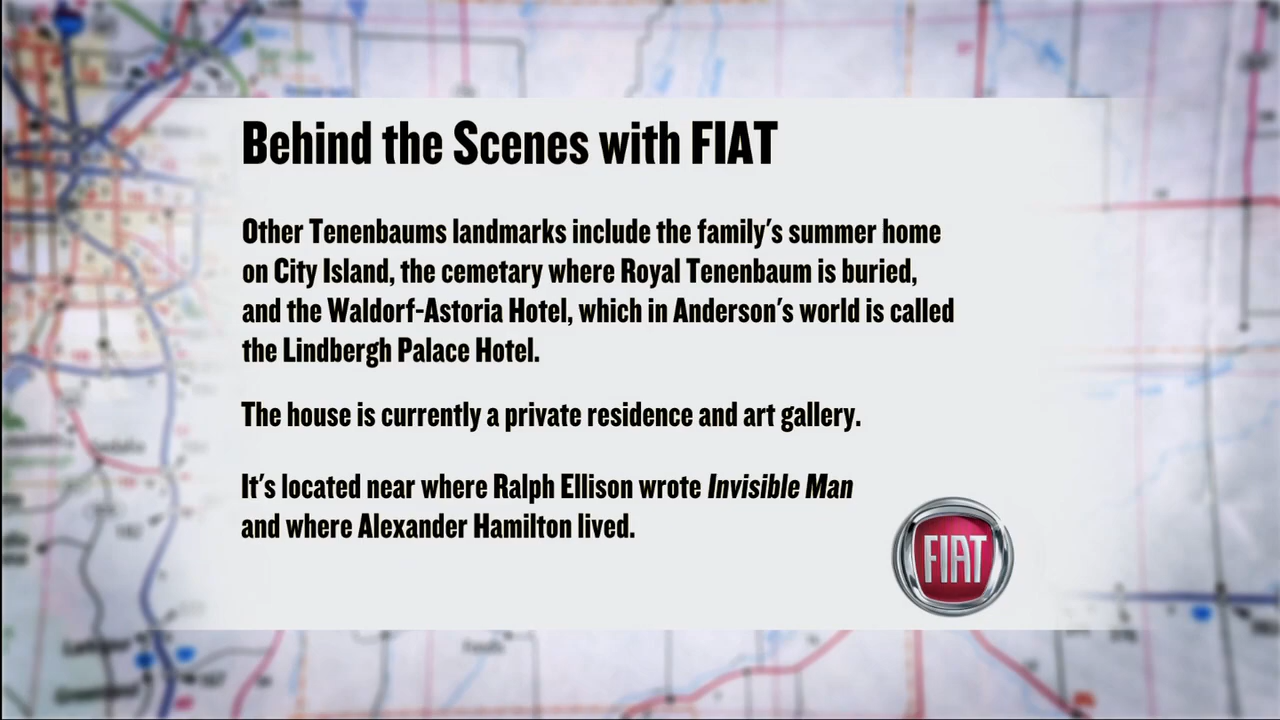 Behind the Scenes with FIAT
Other Tenenbaums landmarks include the family's summer home
on City Island, the cemetary where Royal Tenenbaum is buried,
and the Waldorf-Astoria Hotel, which in Anderson's world is called
the Lindbergh Palace Hotel.
The house is currently a private residence and art gallery.
It's located near where Ralph Ellison wrote Invisible Man
and where Alexander Hamilton lived.
FIAT